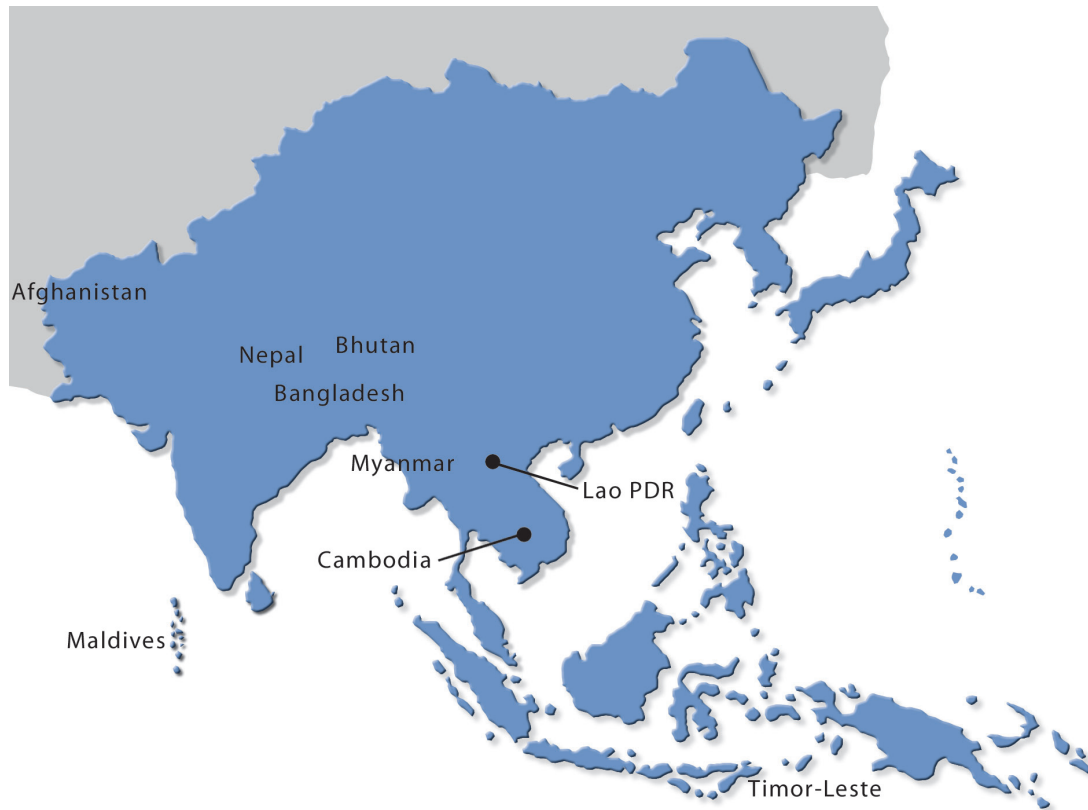 Afghanistan
Bhutan
Nepal
Bangladesh
Myanmar
Lao PDR
Cambodia
Maldives
Timor-Leste